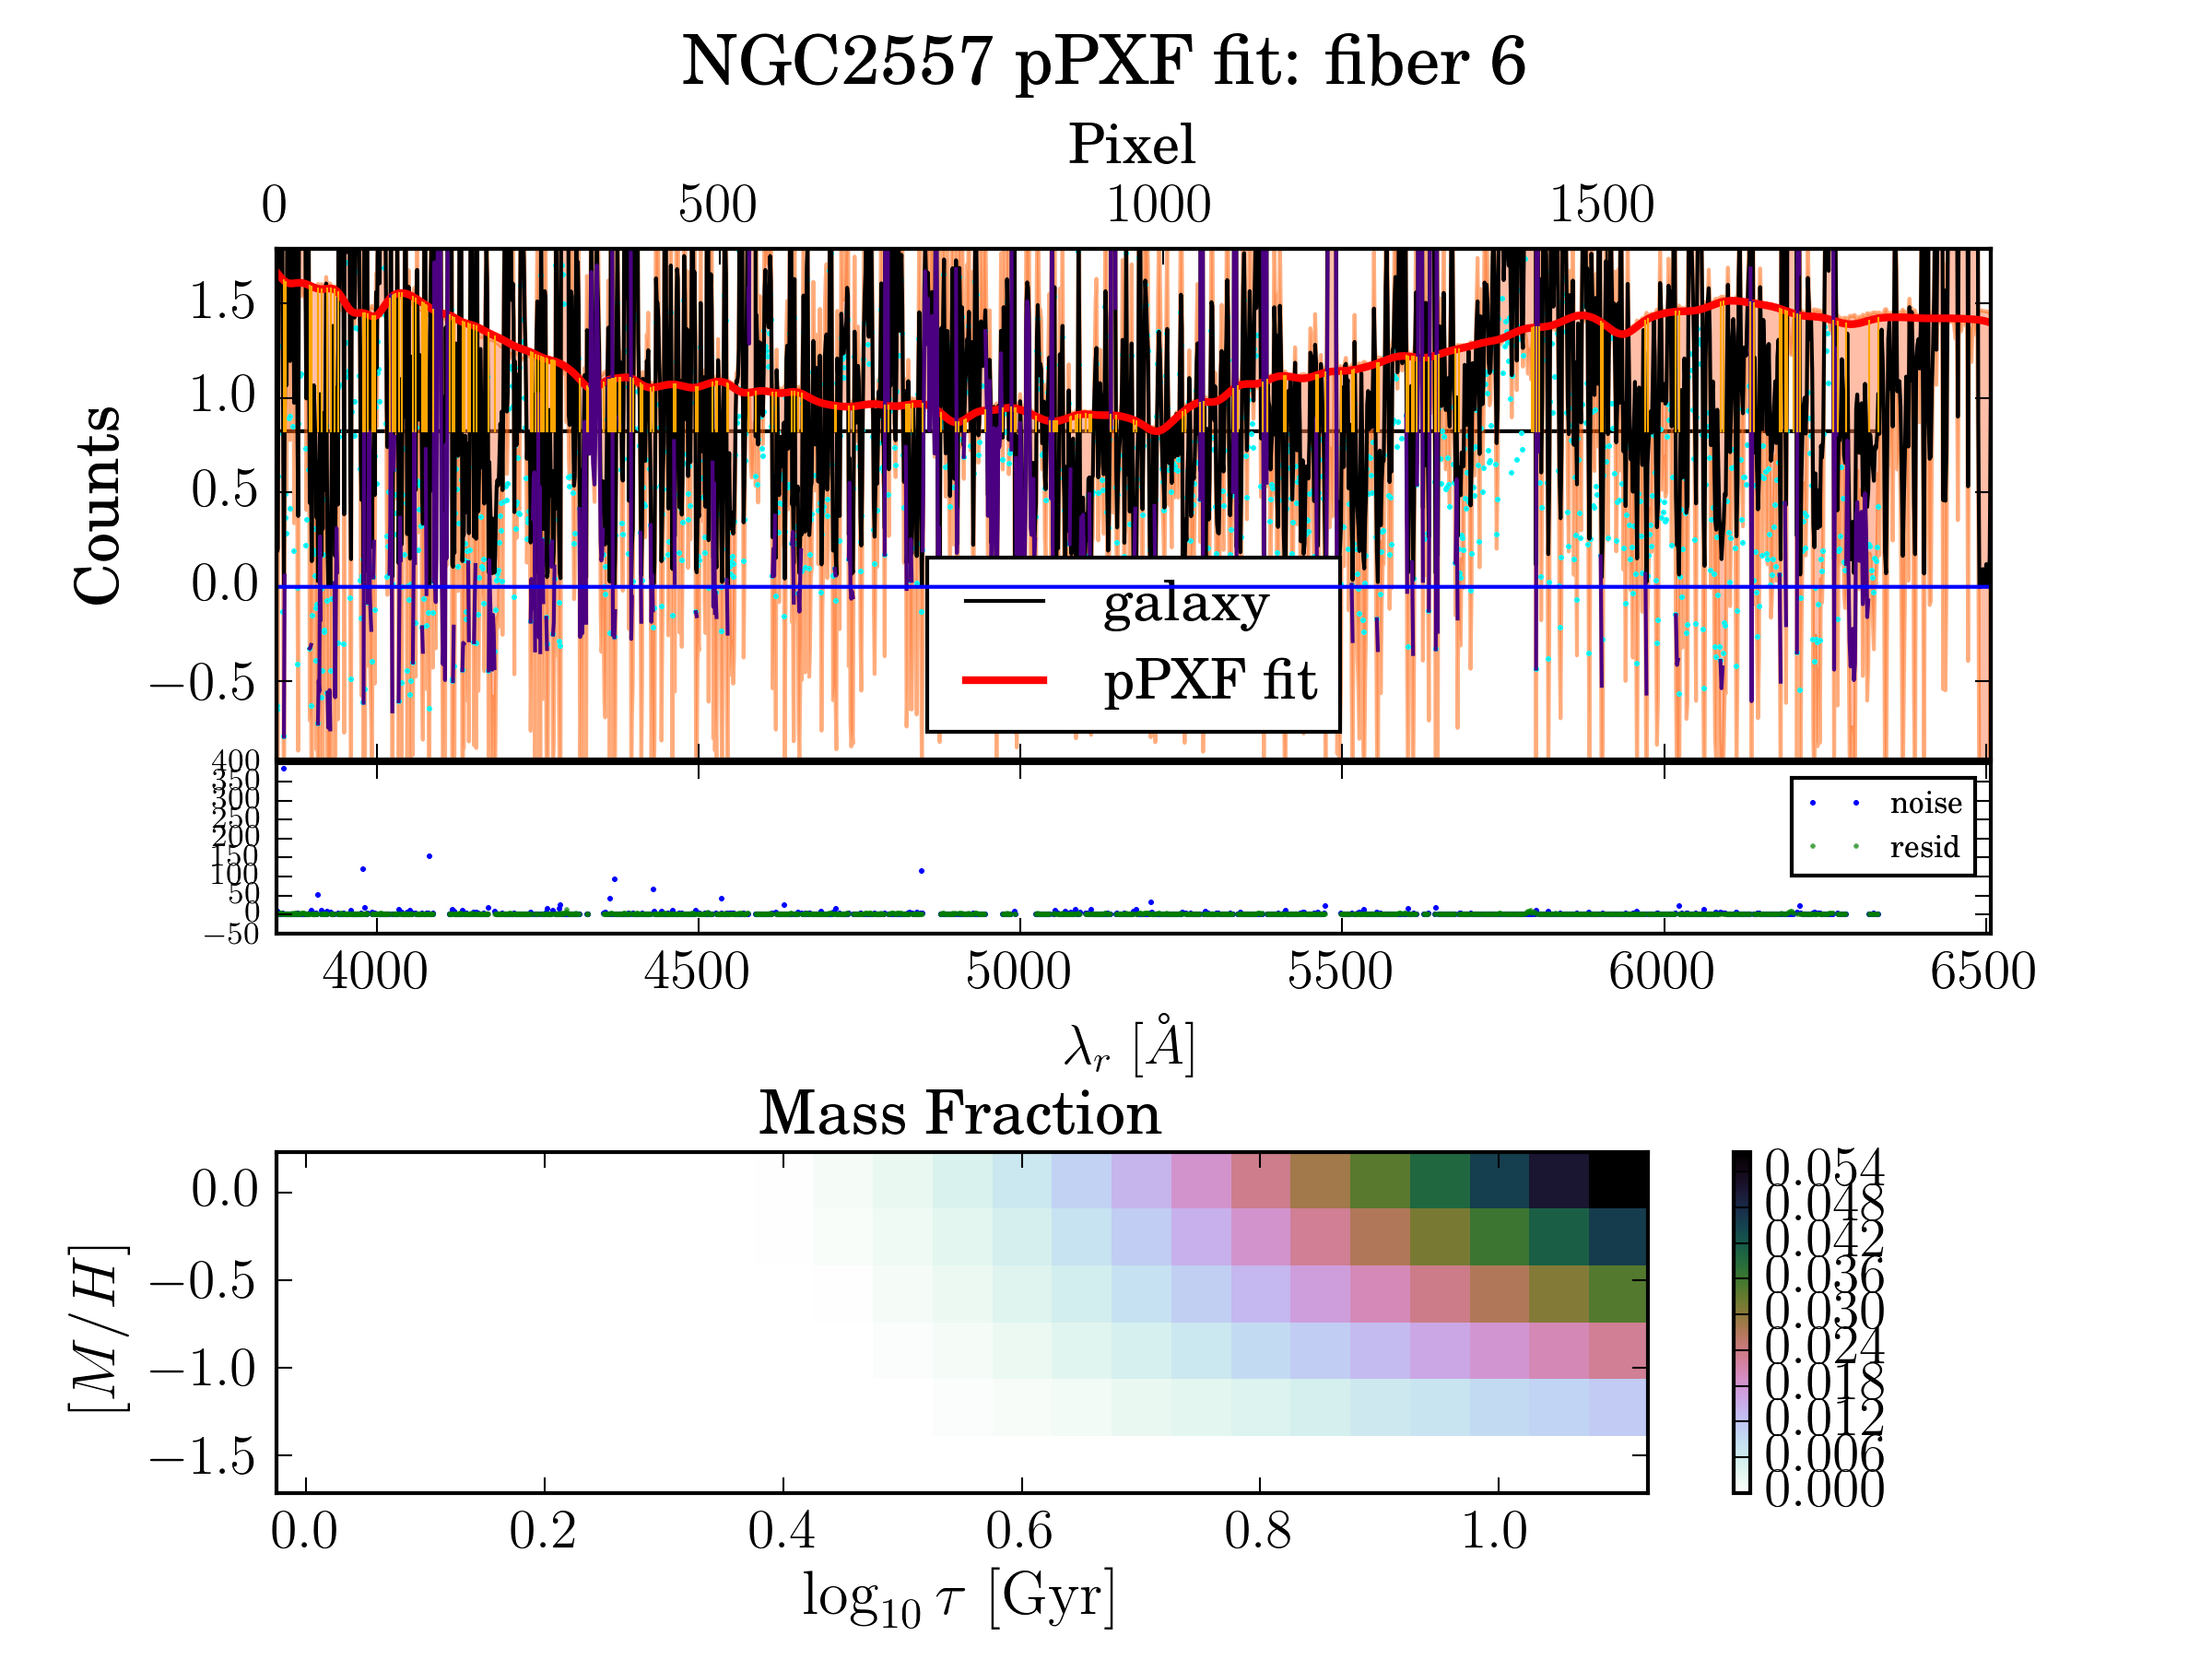 NGC2557 pPXF fit: fiber 6
Pixel
0 500 1000 1500
Counts
1.5
1.0
0.5
0.0
−0.5
galaxy
pPXF fit
400
350
300
250
200
150
100
50
0
−50
noise
resid
4000 4500 5000 5500 6000 6500
λr [Å]
Mass Fraction
[M/H]
0.0
−0.5
−1.0
−1.5
0.0 0.2 0.4 0.6 0.8 1.0
log10 τ [Gyr]
0.054
0.048
0.042
0.036
0.030
0.024
0.018
0.012
0.006
0.000